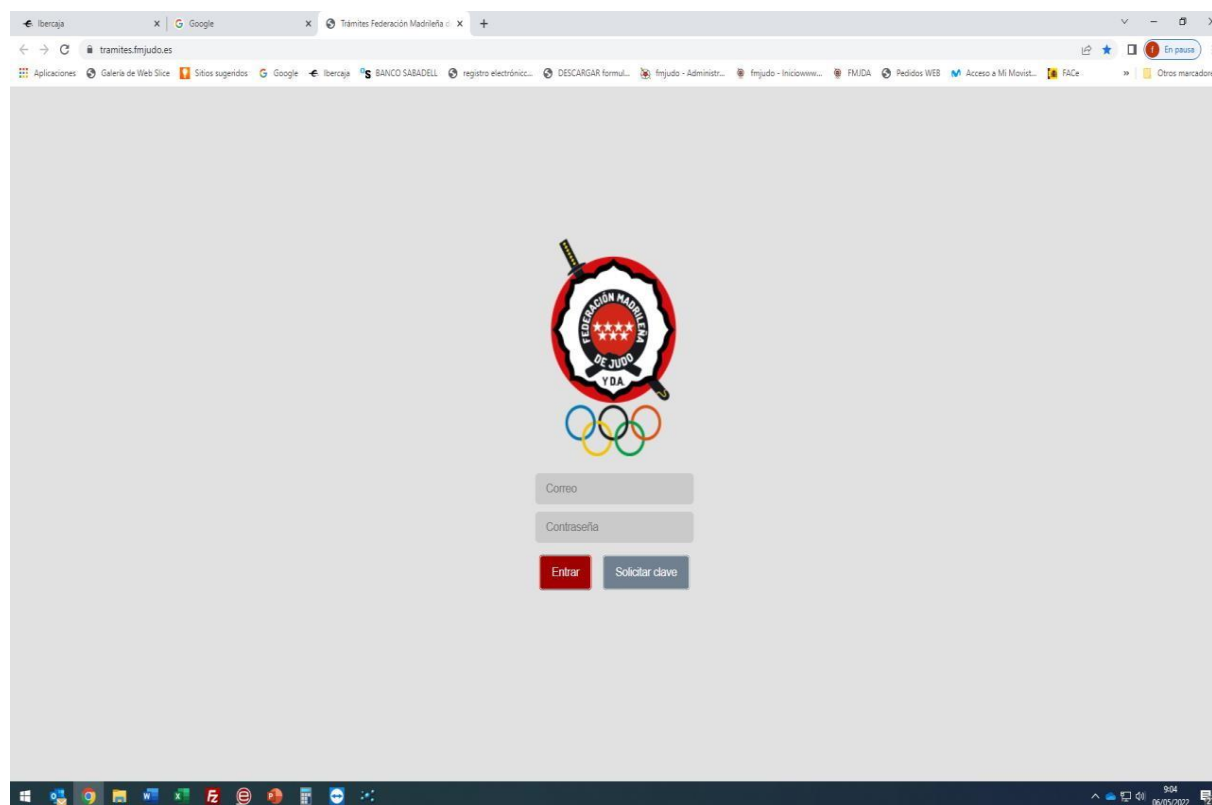 Ibercaja
Google
Trámites Federación Madrileña d
tramites.fmjudo.es
En pausa
Aplicaciones
Galería de Web Slice
Sitios sugeridos
Google
Ibercaja
BANCO SABADELL
registro electrónicc...
DESCARGAR formul...
fmjudo - Administr...
fmjudo - Iniciowww...
FMJDA
Pedidos WEB
Acceso a Mi Movist...
FACe
»
Otros marcadore
FEDERACIÓN MADRILEÑA
DE JUDO
Y D.A.
Correo
Contraseña
Entrar
Solicitar clave
9:04
06/05/2022